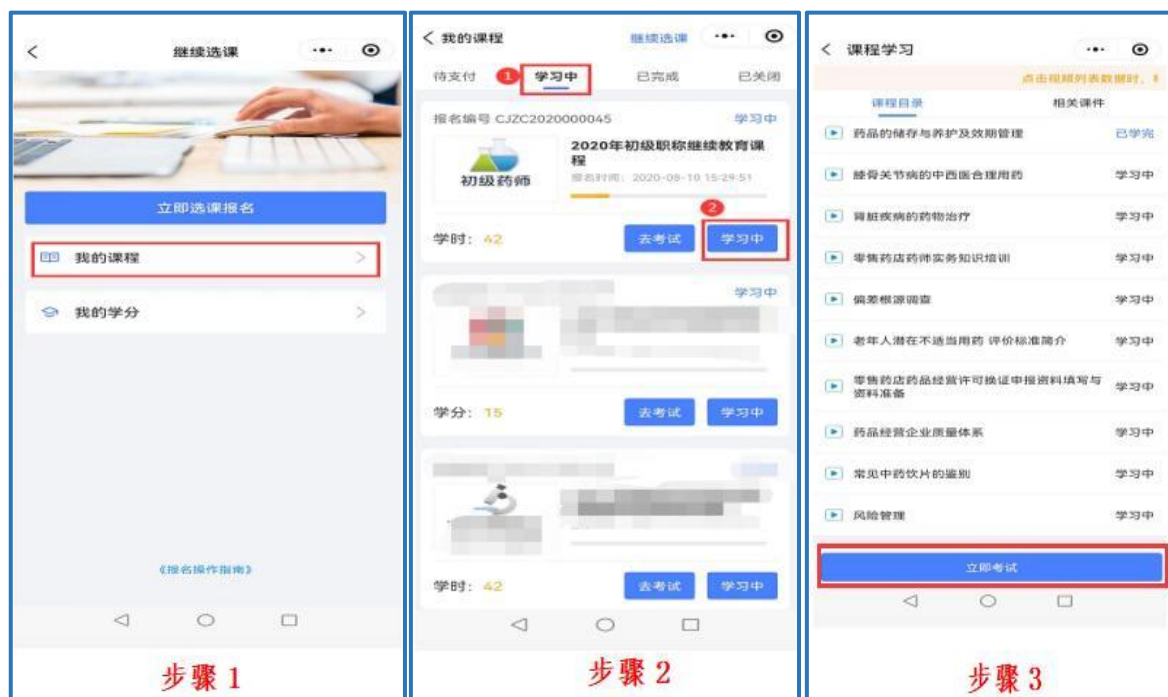 继续选课
立即选课报名
我的课程
我的学分
《报名操作指南》
步骤1
我的课程
继续选课
待支付
1
学习中
已完成
已关闭
报名编号 CJZC2020000045
学习中
初级药师
2020年初级职称继续教育课
程
报名时间：2020-08-10 15:29:51
2
学时：42
去考试
学习中
学习中
学分：15
去考试
学习中
学时：42
去考试
学习中
步骤2
课程学习
点击视频列表数据时，
课程目录
相关课件
药品的储存与养护及效期管理
已学完
膝骨关节病的中西医合理用药
学习中
肾脏疾病的药物治疗
学习中
零售药店药师实务知识培训
学习中
偏差根源调查
学习中
老年人潜在不适当用药 评价标准简介
学习中
零售药店药品经营许可换证申报资料填写与
资料准备
学习中
药品经营企业质量体系
学习中
常见中药饮片的鉴别
学习中
风险管理
学习中
立即考试
步骤3